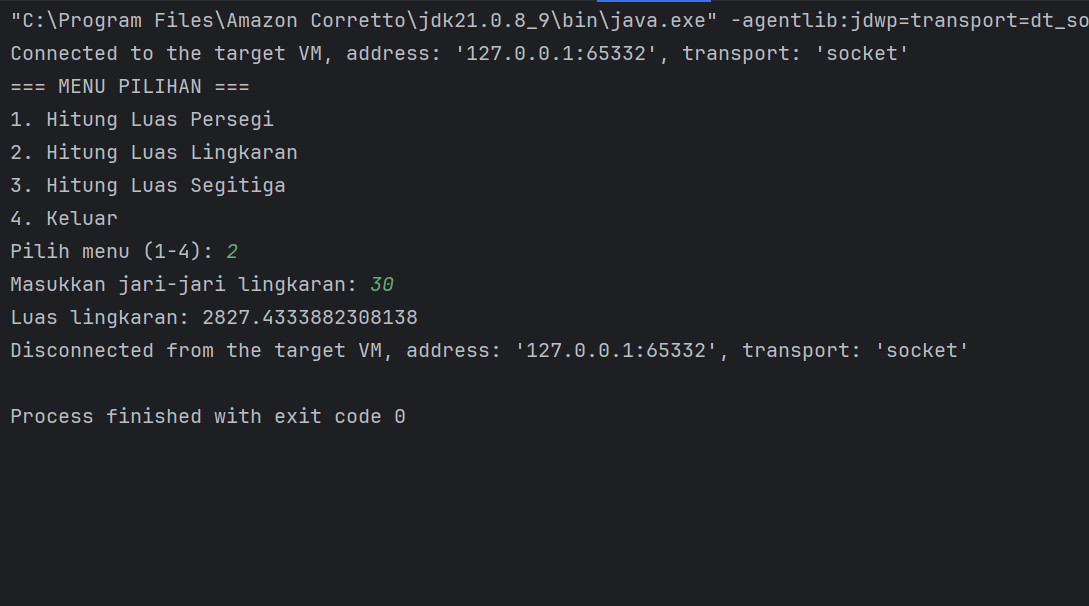 "C:\Program Files\Amazon Corretto\jdk21.0.8_9\bin\java.exe" -agentlib:jdwp=transport=dt_so
Connected to the target VM, address: '127.0.0.1:65332', transport: 'socket'
=== MENU PILIHAN ===
1. Hitung Luas Persegi
2. Hitung Luas Lingkaran
3. Hitung Luas Segitiga
4. Keluar
Pilih menu (1-4): 2
Masukkan jari-jari lingkaran: 30
Luas lingkaran: 2827.4333882308138
Disconnected from the target VM, address: '127.0.0.1:65332', transport: 'socket'
Process finished with exit code 0